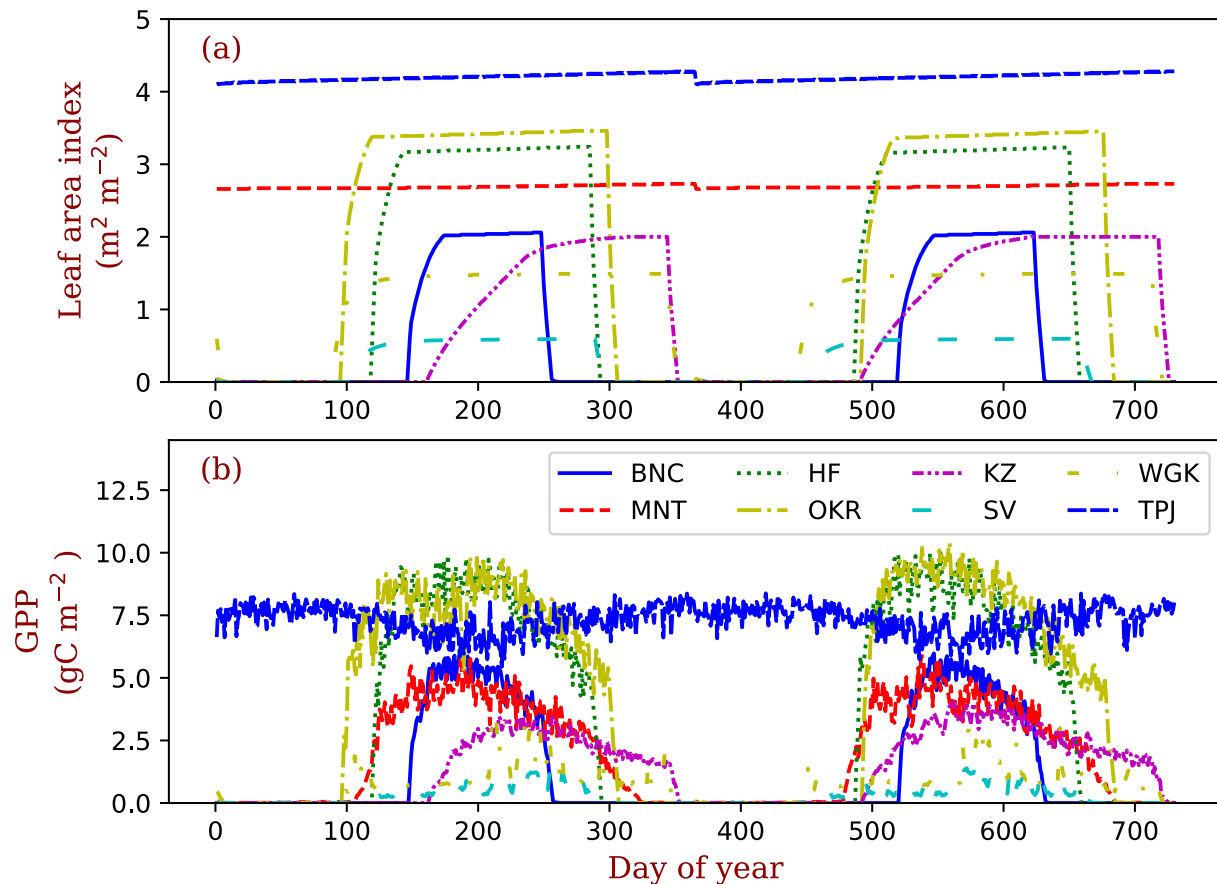 (a)
5
4
3
2
1
0
Leaf area index
(m² m⁻²)
0 100 200 300 400 500 600 700
(b)
BNC HF KZ WGK
MNT OKR SV TPJ
12.5
10.0
7.5
5.0
2.5
0.0
GPP
(gC m⁻² )
0 100 200 300 400 500 600 700
Day of year